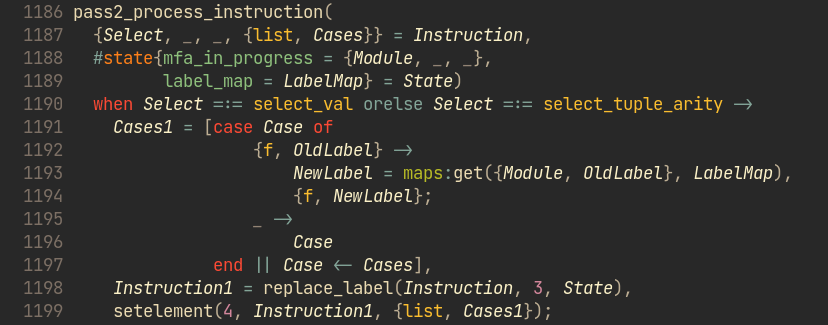 1186 pass2_process_instruction(
1187   {Select, _, _, {list, Cases}} = Instruction,
1188   #state{mfa_in_progress = {Module, _, _},
1189          label_map = LabelMap} = State)
1190   when Select =:= select_val orelse Select =:= select_tuple_arity ->
1191     Cases1 = [case Case of
1192                   {f, OldLabel} ->
1193                       NewLabel = maps:get({Module, OldLabel}, LabelMap),
1194                       {f, NewLabel};
1195                   _ ->
1196                       Case
1197               end || Case <- Cases],
1198     Instruction1 = replace_label(Instruction, 3, State),
1199     setelement(4, Instruction1, {list, Cases1});